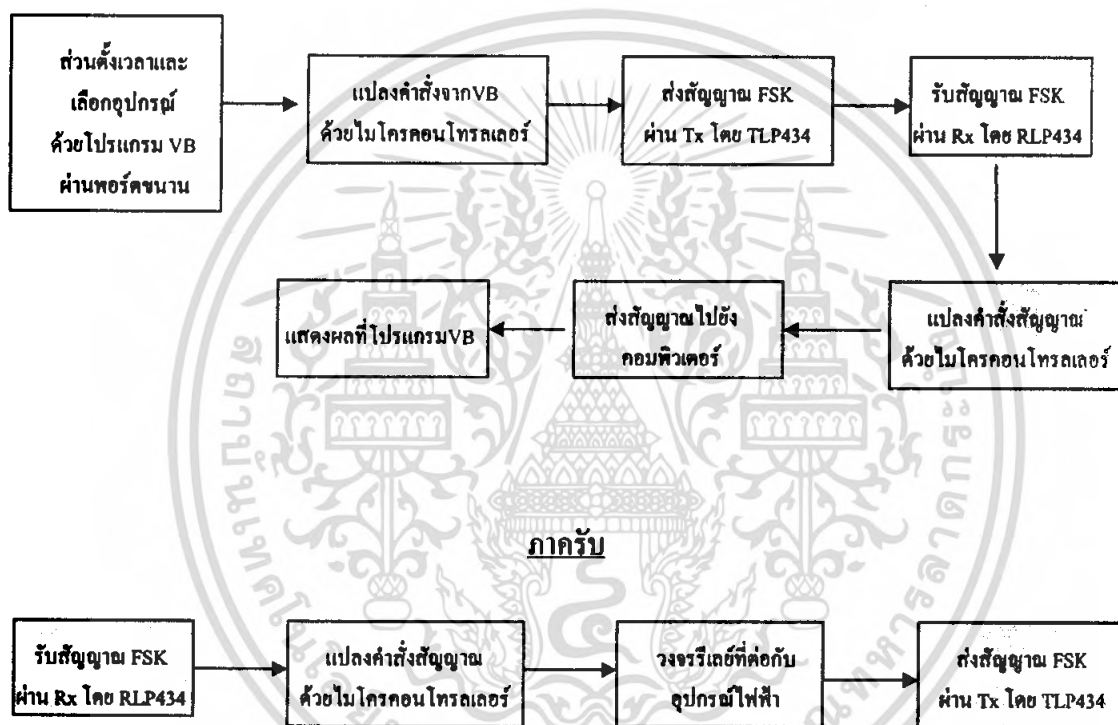 ส่วนตั้งเวลาและ
เลือกอุปกรณ์
ด้วยโปรแกรม VB
ผ่านพอร์ตขนาน
แปลงคำสั่งจากVB
ด้วยไมโครคอนโทรลเลอร์
ส่งสัญญาณ FSK
ผ่าน Tx โดย TLP434
รับสัญญาณ FSK
ผ่าน Rx โดย RLP434
แปลงคำสั่งสัญญาณ
ด้วยไมโครคอนโทรลเลอร์
ส่งสัญญาณไปยัง
คอมพิวเตอร์
แสดงผลที่โปรแกรมVB
ภาครับ
รับสัญญาณ FSK
ผ่าน Rx โดย RLP434
แปลงคำสั่งสัญญาณ
ด้วยไมโครคอนโทรลเลอร์
วงจรรีเลย์ที่ต่อกับ
อุปกรณ์ไฟฟ้า
ส่งสัญญาณ FSK
ผ่าน Tx โดย TLP434